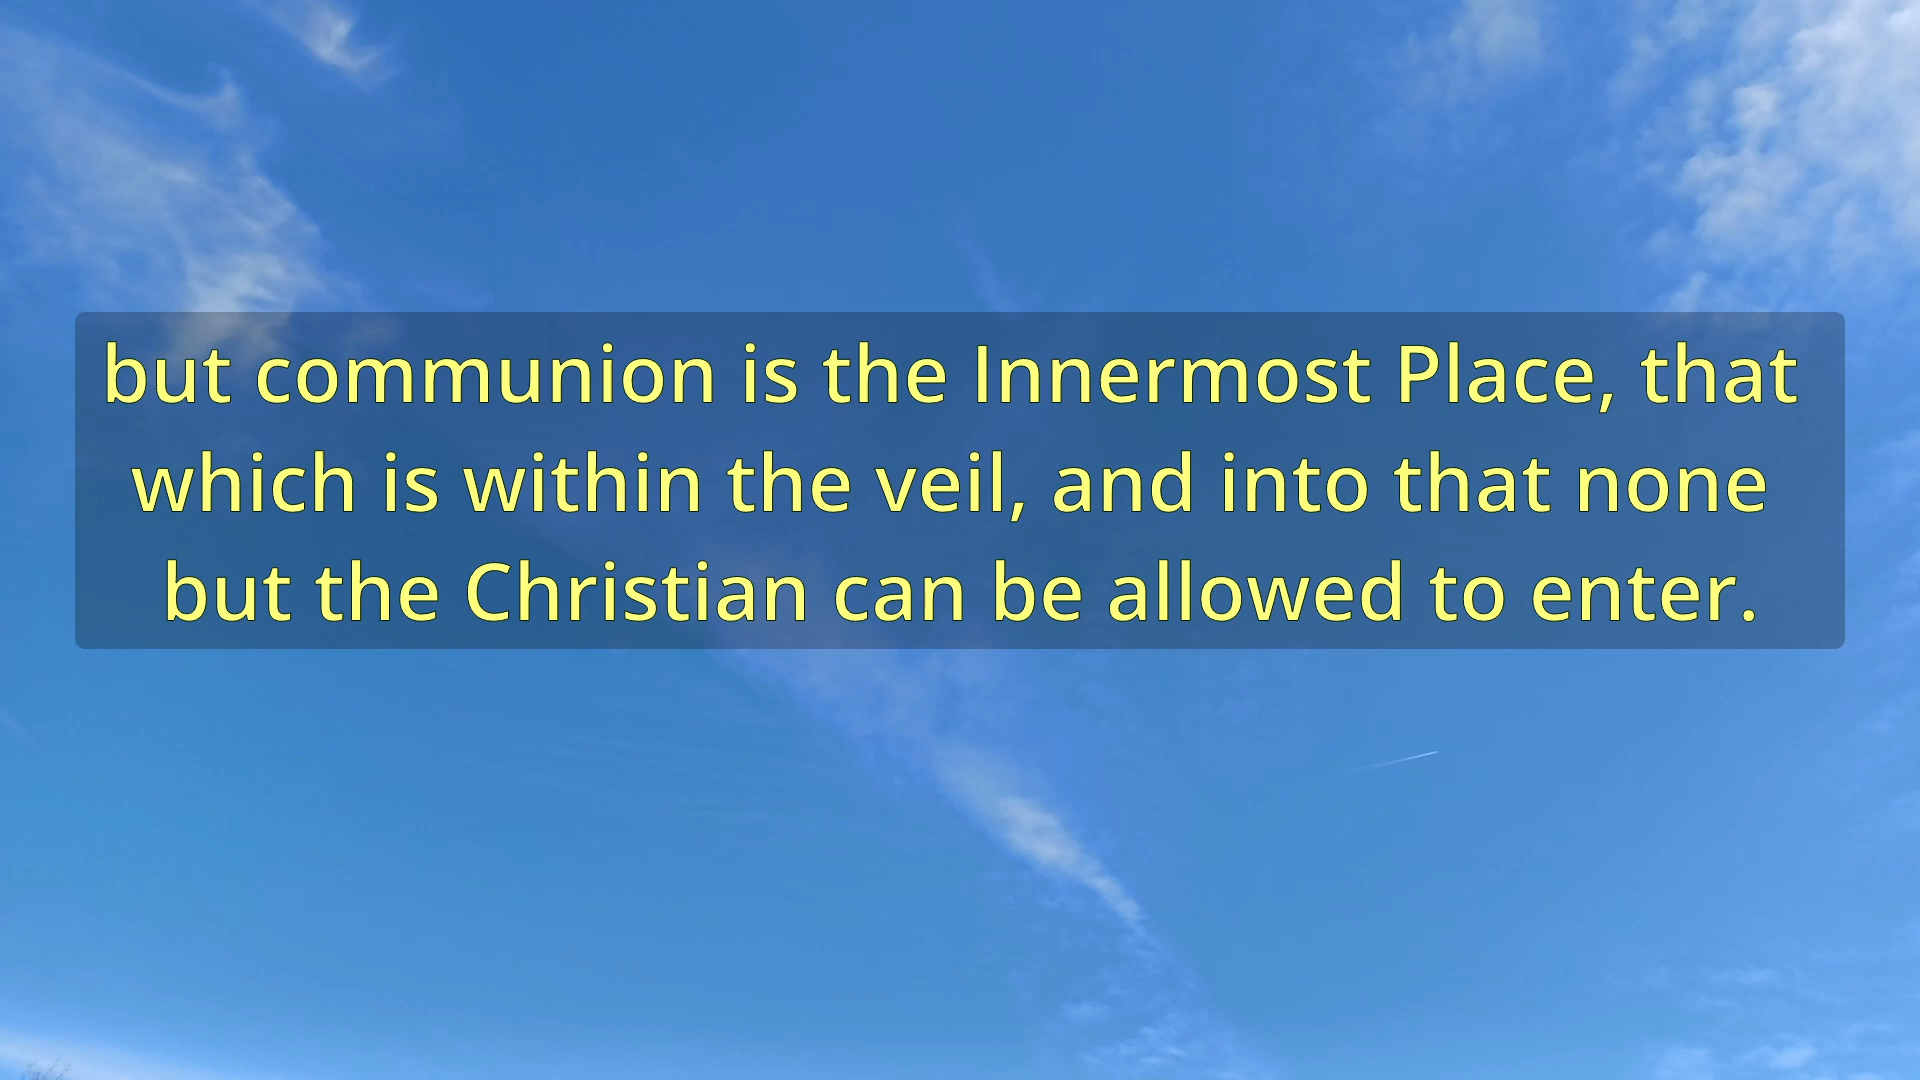 but communion is the Innermost Place, that
which is within the veil, and into that none
but the Christian can be allowed to enter.